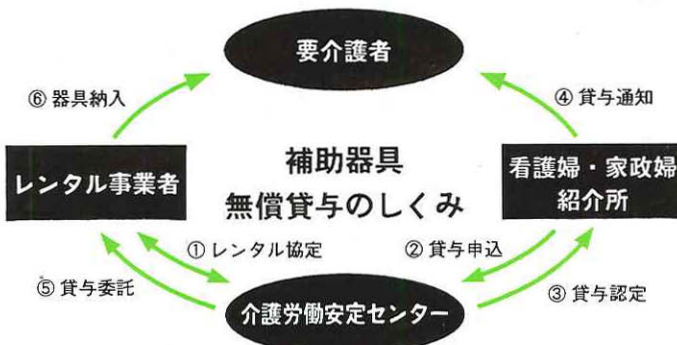 要介護者
⑥ 器具納入
④ 貸与通知
レンタル事業者
補助器具
無償貸与のしくみ
看護婦・家政婦
紹介所
① レンタル協定
② 貸与申込
⑤ 貸与委託
③ 貸与認定
介護労働安定センター